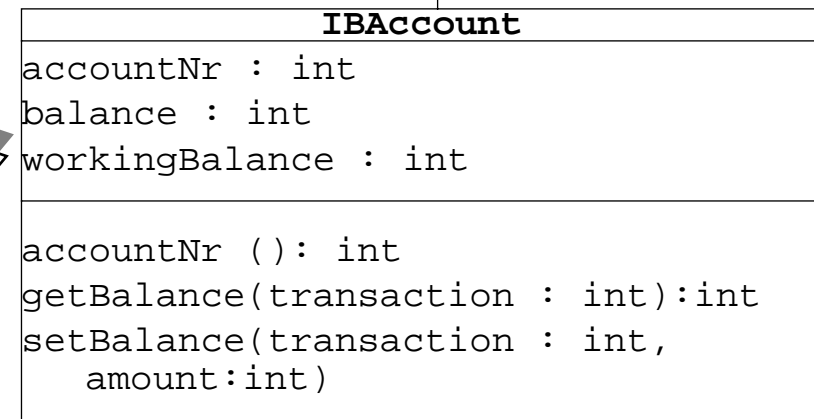 IBAccount
accountNr : int
balance : int
workingBalance : int
accountNr (): int
getBalance(transaction : int):int
setBalance(transaction : int,
amount:int)